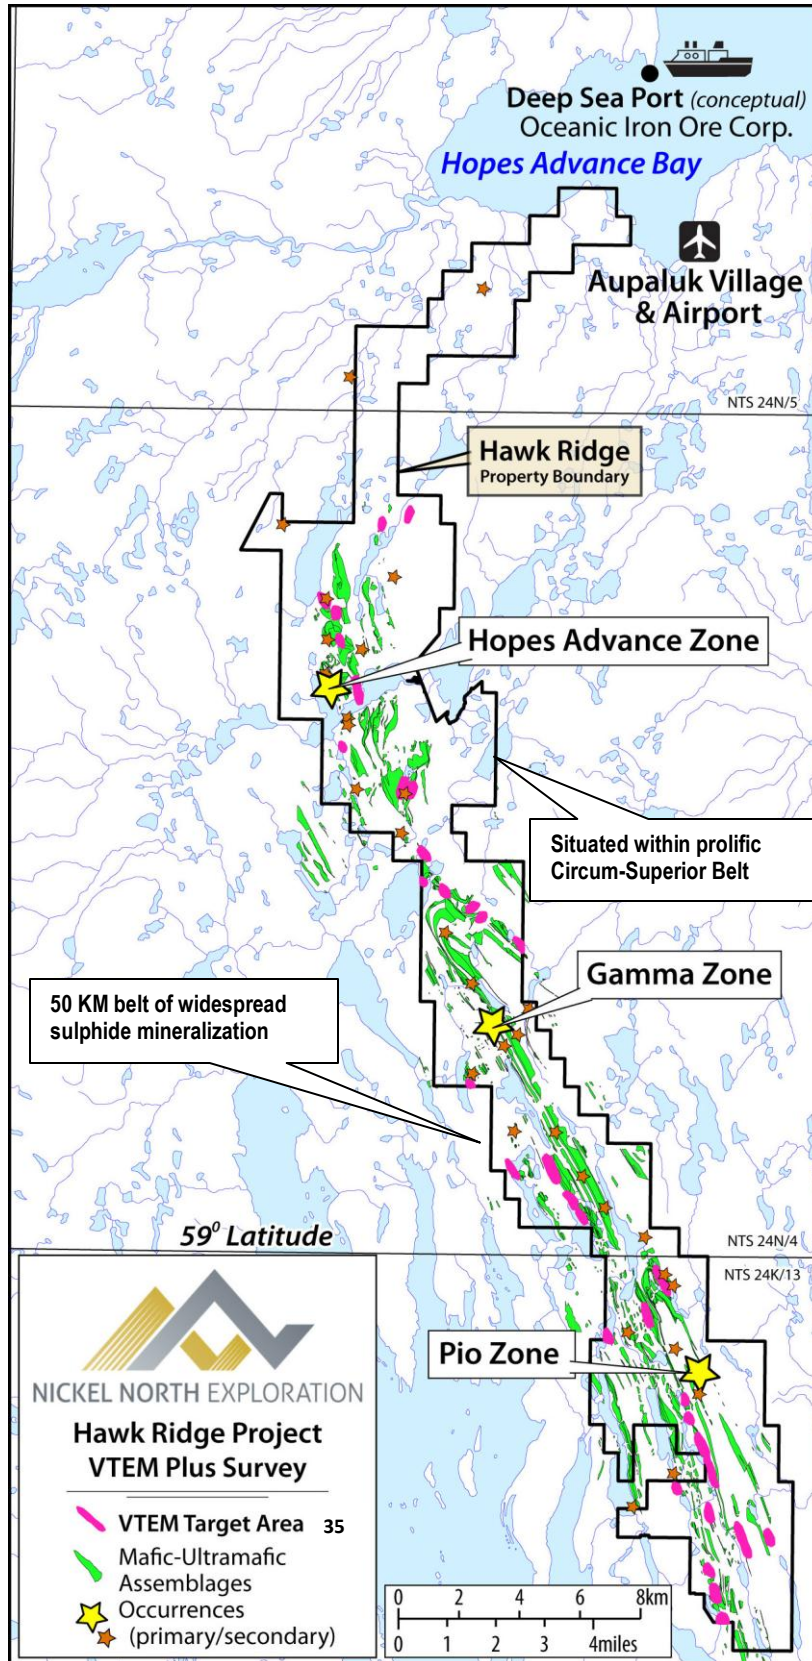 Deep Sea Port (conceptual)
Oceanic Iron Ore Corp.
Hopes Advance Bay
Aupaluk Village
& Airport
NTS 24N/5
Hawk Ridge
Property Boundary
Hopes Advance Zone
Situated within prolific
Circum-Superior Belt
Gamma Zone
50 KM belt of widespread
sulphide mineralization
59⁰ Latitude
NTS 24N/4
NTS 24K/13
Pio Zone
NICKEL NORTH EXPLORATION
Hawk Ridge Project
VTEM Plus Survey
VTEM Target Area 35
Mafic-Ultramafic
Assemblages
Occurrences
(primary/secondary)
0 2 4 6 8km
0 1 2 3 4miles